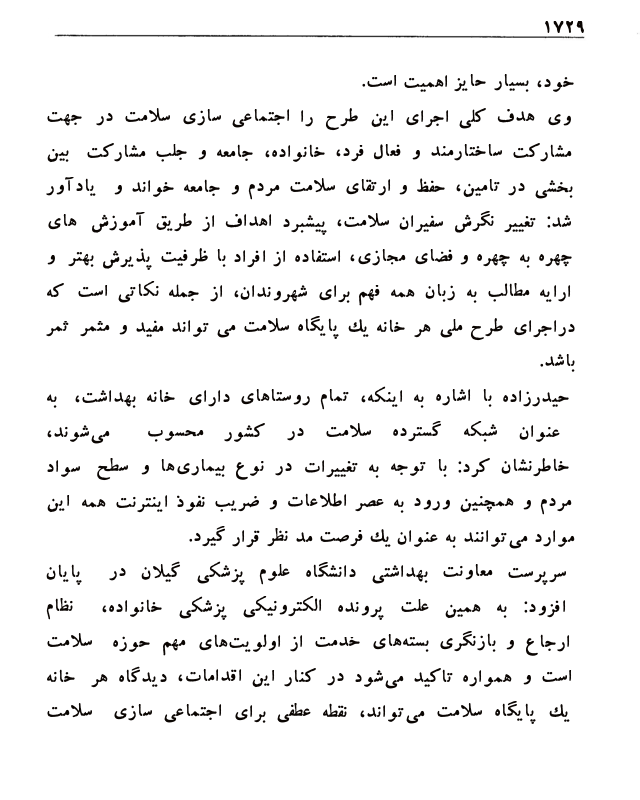 ۱۷۲۹
خود، بسیار حایز اهمیت است.
وی هدف کلی اجرای این طرح را اجتماعی سازی سلامت در جهت
مشارکت ساختارمند و فعال فرد، خانواده، جامعه و جلب مشارکت بین
بخشی در تامین، حفظ و ارتقای سلامت مردم و جامعه خواند و یادآور
شد: تغییر نگرش سفیران سلامت، پیشبرد اهداف از طریق آموزش های
چهره به چهره و فضای مجازی، استفاده از افراد با ظرفیت پذیرش بهتر و
ارایه مطالب به زبان همه فهم برای شهروندان، از جمله نکاتی است که
دراجرای طرح ملی هر خانه یك پایگاه سلامت می تواند مفید و مثمر ثمر
باشد.
حیدرزاده با اشاره به اینکه، تمام روستاهای دارای خانه بهداشت، به
عنوان شبکه گسترده سلامت در کشور محسوب می‌شوند،
خاطرنشان کرد: با توجه به تغییرات در نوع بیماری‌ها و سطح سواد
مردم و همچنین ورود به عصر اطلاعات و ضریب نفوذ اینترنت همه این
موارد می‌توانند به عنوان یك فرصت مد نظر قرار گیرد.
سرپرست معاونت بهداشتی دانشگاه علوم پزشکی گیلان در پایان
افزود: به همین علت پرونده الکترونیکی پزشکی خانواده، نظام
ارجاع و بازنگری بسته‌های خدمت از اولویت‌های مهم حوزه سلامت
است و همواره تاکید می‌شود در کنار این اقدامات، دیدگاه هر خانه
یك پایگاه سلامت می‌تواند، نقطه عطفی برای اجتماعی سازی سلامت